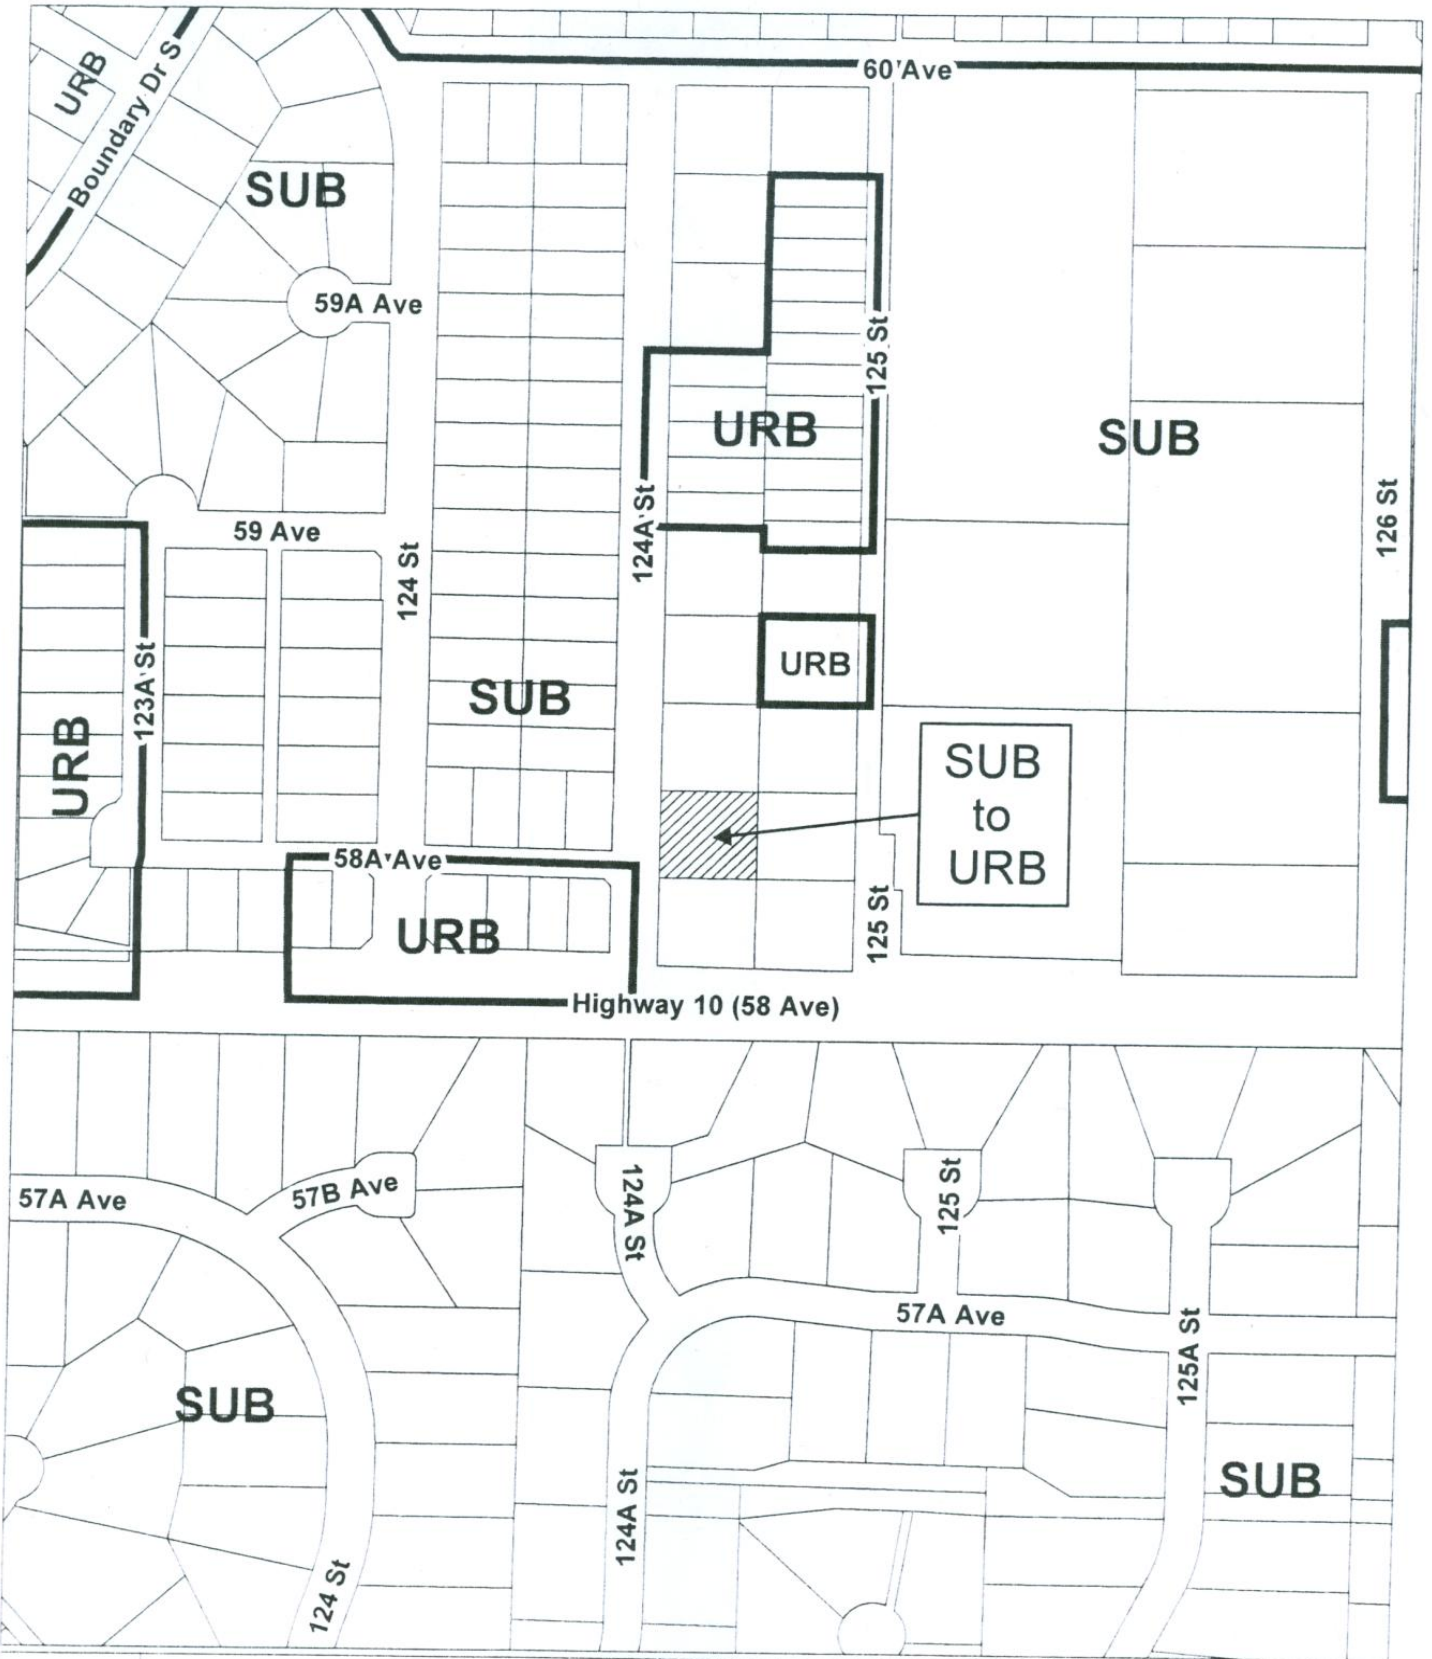 60 Ave
URB
Boundary Dr S
SUB
59A Ave
125 St
URB
SUB
126 St
124A St
59 Ave
124 St
123A St
URB
SUB
URB
SUB
to
URB
58A Ave
URB
125 St
Highway 10 (58 Ave)
57A Ave
57B Ave
124A St
125 St
57A Ave
125A St
SUB
SUB
124A St
124 St